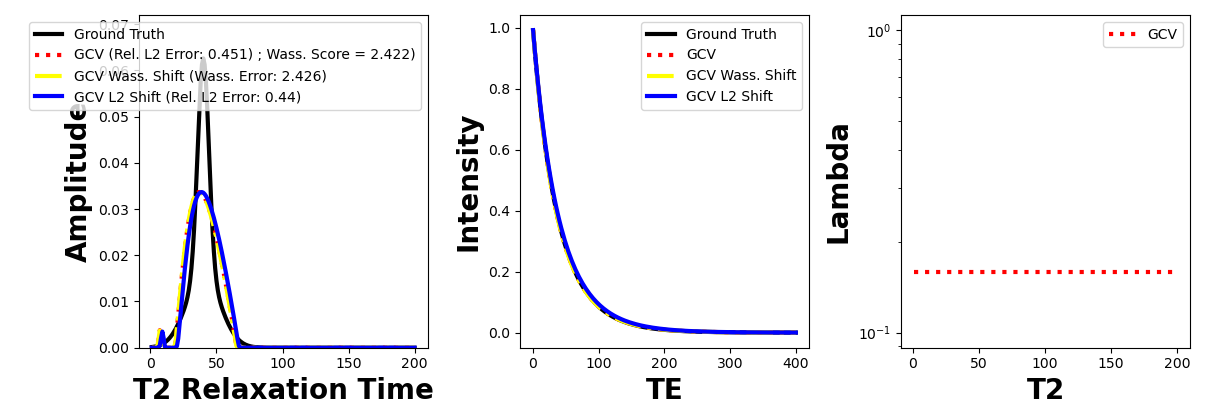 Ground Truth
GCV (Rel. L2 Error: 0.451) ; Wass. Score = 2.422)
GCV Wass. Shift (Wass. Error: 2.426)
GCV L2 Shift (Rel. L2 Error: 0.44)
0.07
0.06
0.05
0.04
0.03
0.02
0.01
0.00
Amplitude
0 50 100 150 200
T2 Relaxation Time
Ground Truth
GCV
GCV Wass. Shift
GCV L2 Shift
1.0
0.8
0.6
0.4
0.2
0.0
Intensity
0 100 200 300 400
TE
GCV
10⁰
10⁻¹
Lambda
0 50 100 150 200
T2